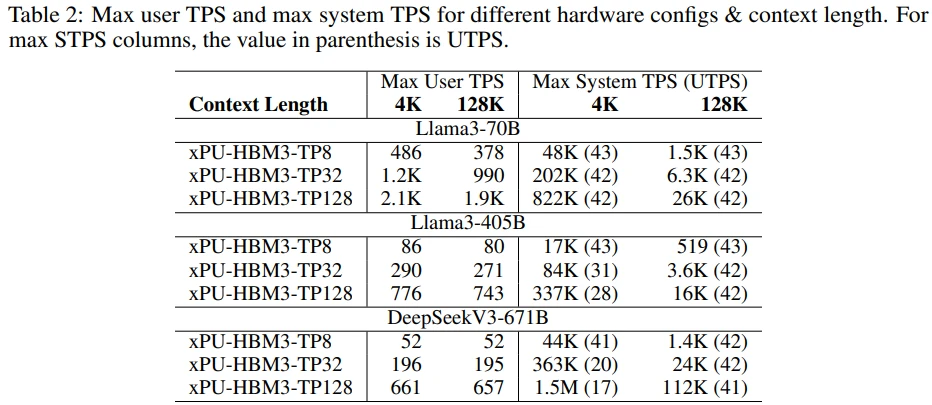 Table 2: Max user TPS and max system TPS for different hardware configs & context length. For
max STPS columns, the value in parenthesis is UTPS.
Max User TPS Max System TPS (UTPS)
Context Length 4K 128K 4K 128K
Llama3-70B
xPU-HBM3-TP8 486 378 48K (43) 1.5K (43)
xPU-HBM3-TP32 1.2K 990 202K (42) 6.3K (42)
xPU-HBM3-TP128 2.1K 1.9K 822K (42) 26K (42)
Llama3-405B
xPU-HBM3-TP8 86 80 17K (43) 519 (43)
xPU-HBM3-TP32 290 271 84K (31) 3.6K (42)
xPU-HBM3-TP128 776 743 337K (28) 16K (42)
DeepSeekV3-671B
xPU-HBM3-TP8 52 52 44K (41) 1.4K (42)
xPU-HBM3-TP32 196 195 363K (20) 24K (42)
xPU-HBM3-TP128 661 657 1.5M (17) 112K (41)